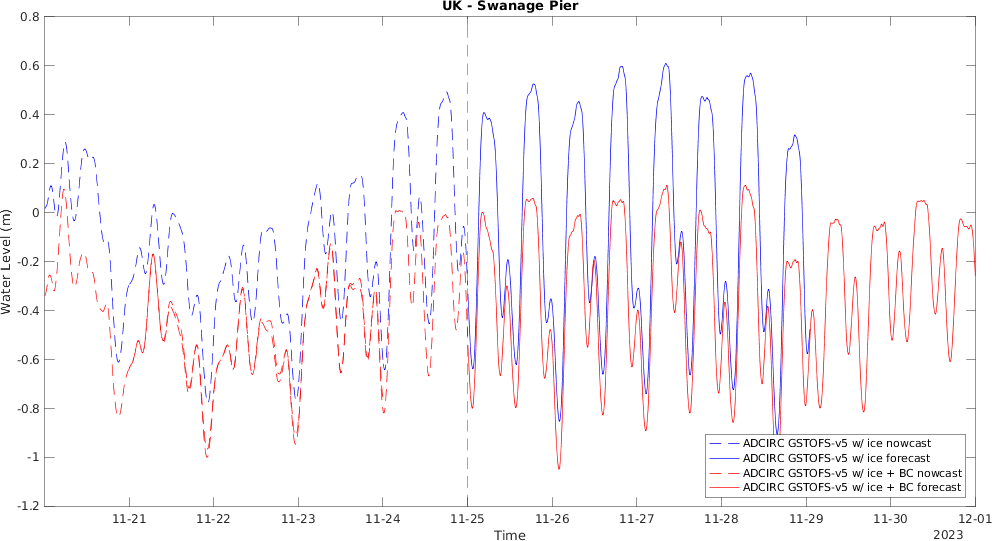 UK - Swanage Pier
0.8
0.6
0.4
0.2
0
-0.2
-0.4
-0.6
-0.8
-1
-1.2
Water Level (m)
ADCIRC GSTOFS-v5 w/ ice nowcast
ADCIRC GSTOFS-v5 w/ ice forecast
ADCIRC GSTOFS-v5 w/ ice + BC nowcast
ADCIRC GSTOFS-v5 w/ ice + BC forecast
11-21 11-22 11-23 11-24 11-25 11-26 11-27 11-28 11-29 11-30 12-01
Time
2023